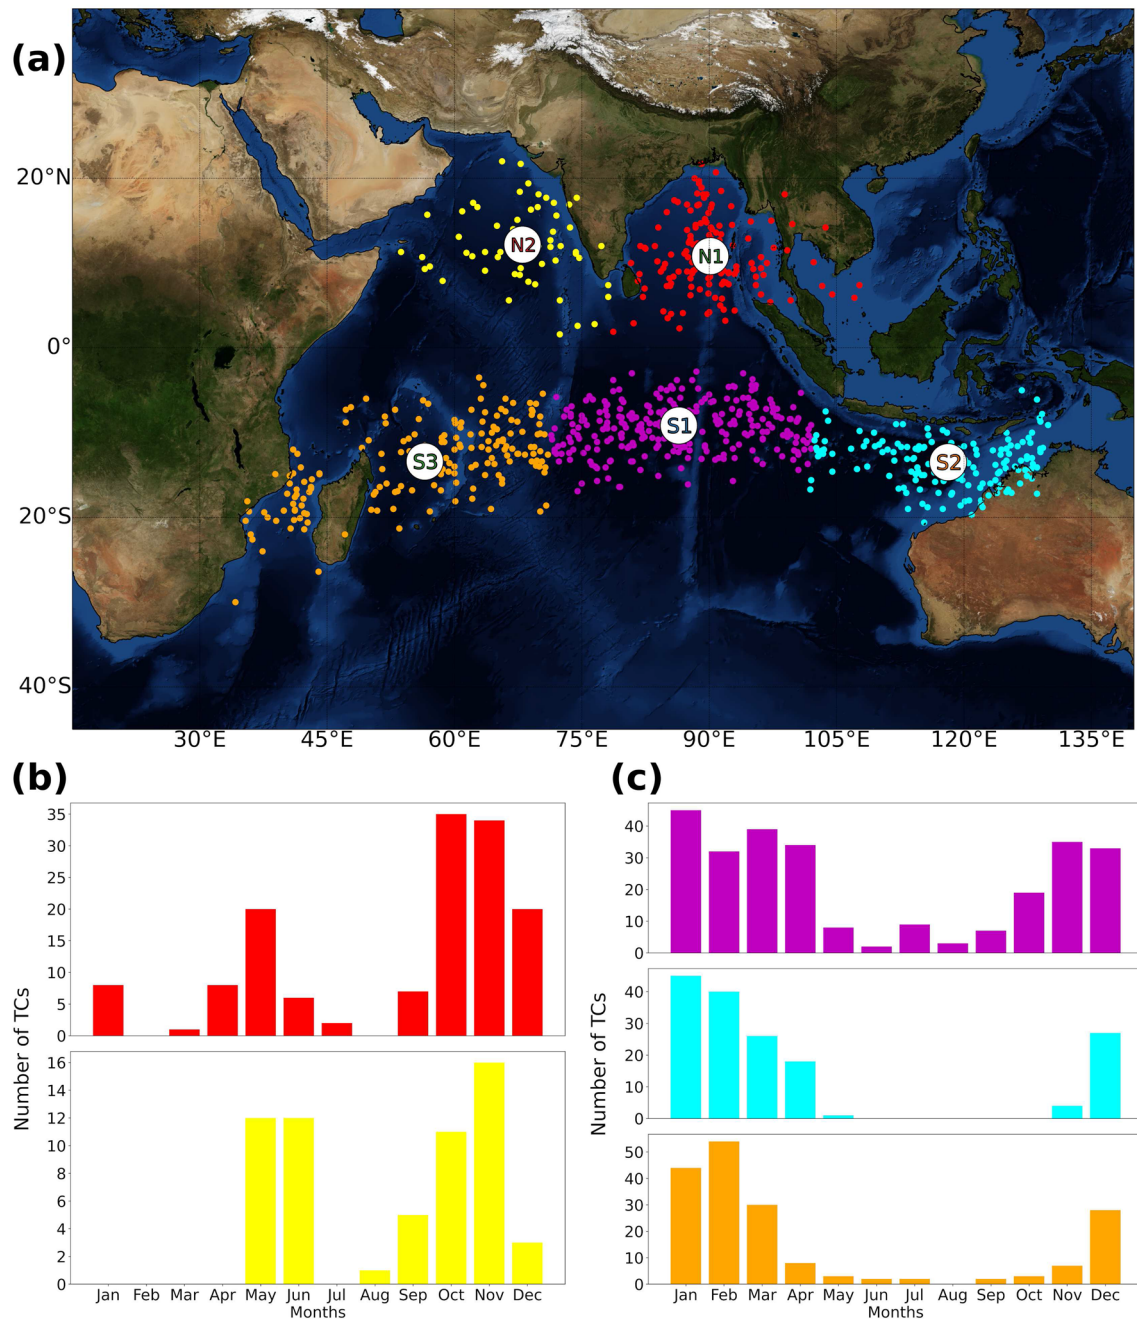 (a)
20°N
0°
20°S
40°S
N2
N1
S1
S3
S2
30°E 45°E 60°E 75°E 90°E 105°E 120°E 135°E
(b)
Number of TCs
35
30
25
20
15
10
5
0
16
14
12
10
8
6
4
2
0
Jan Feb Mar Apr May Jun Jul Aug Sep Oct Nov Dec
Months
(c)
Number of TCs
40
30
20
10
0
40
30
20
10
0
50
40
30
20
10
0
Jan Feb Mar Apr May Jun Jul Aug Sep Oct Nov Dec
Months